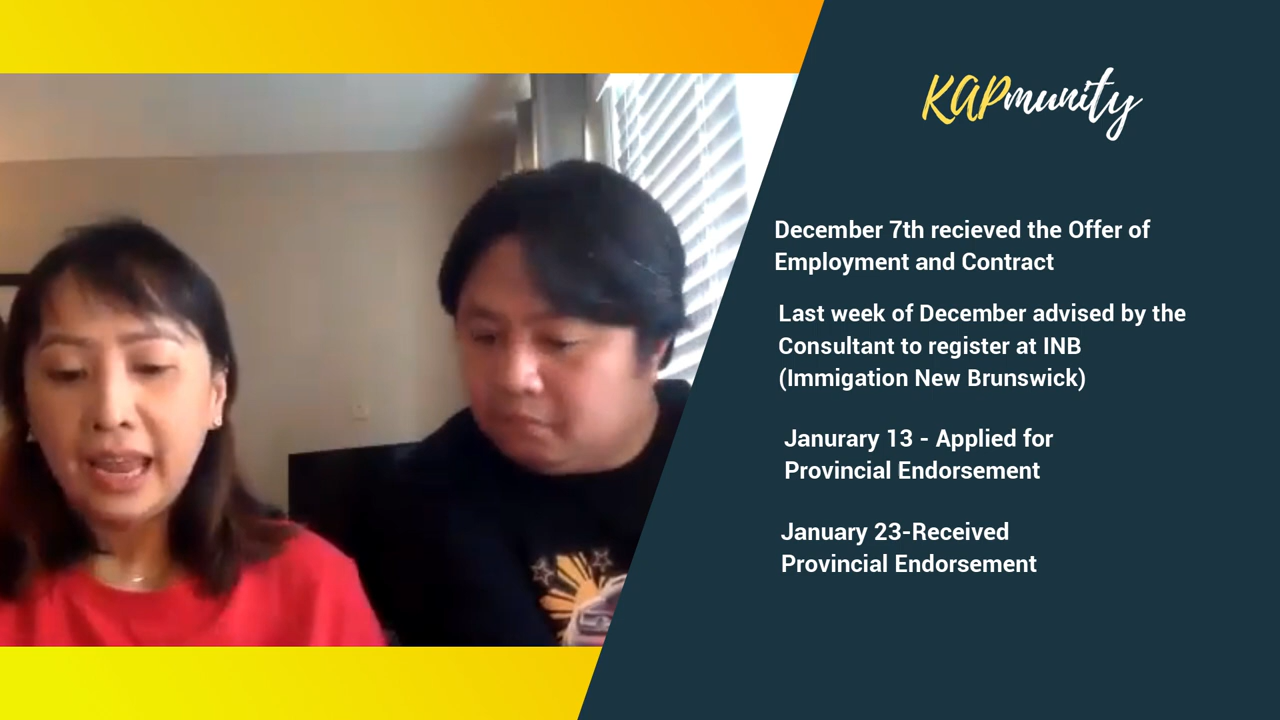 KAPmunity
December 7th recieved the Offer of
Employment and Contract
Last week of December advised by the
Consultant to register at INB
(Immigation New Brunswick)
Janurary 13 - Applied for
Provincial Endorsement
January 23-Received
Provincial Endorsement